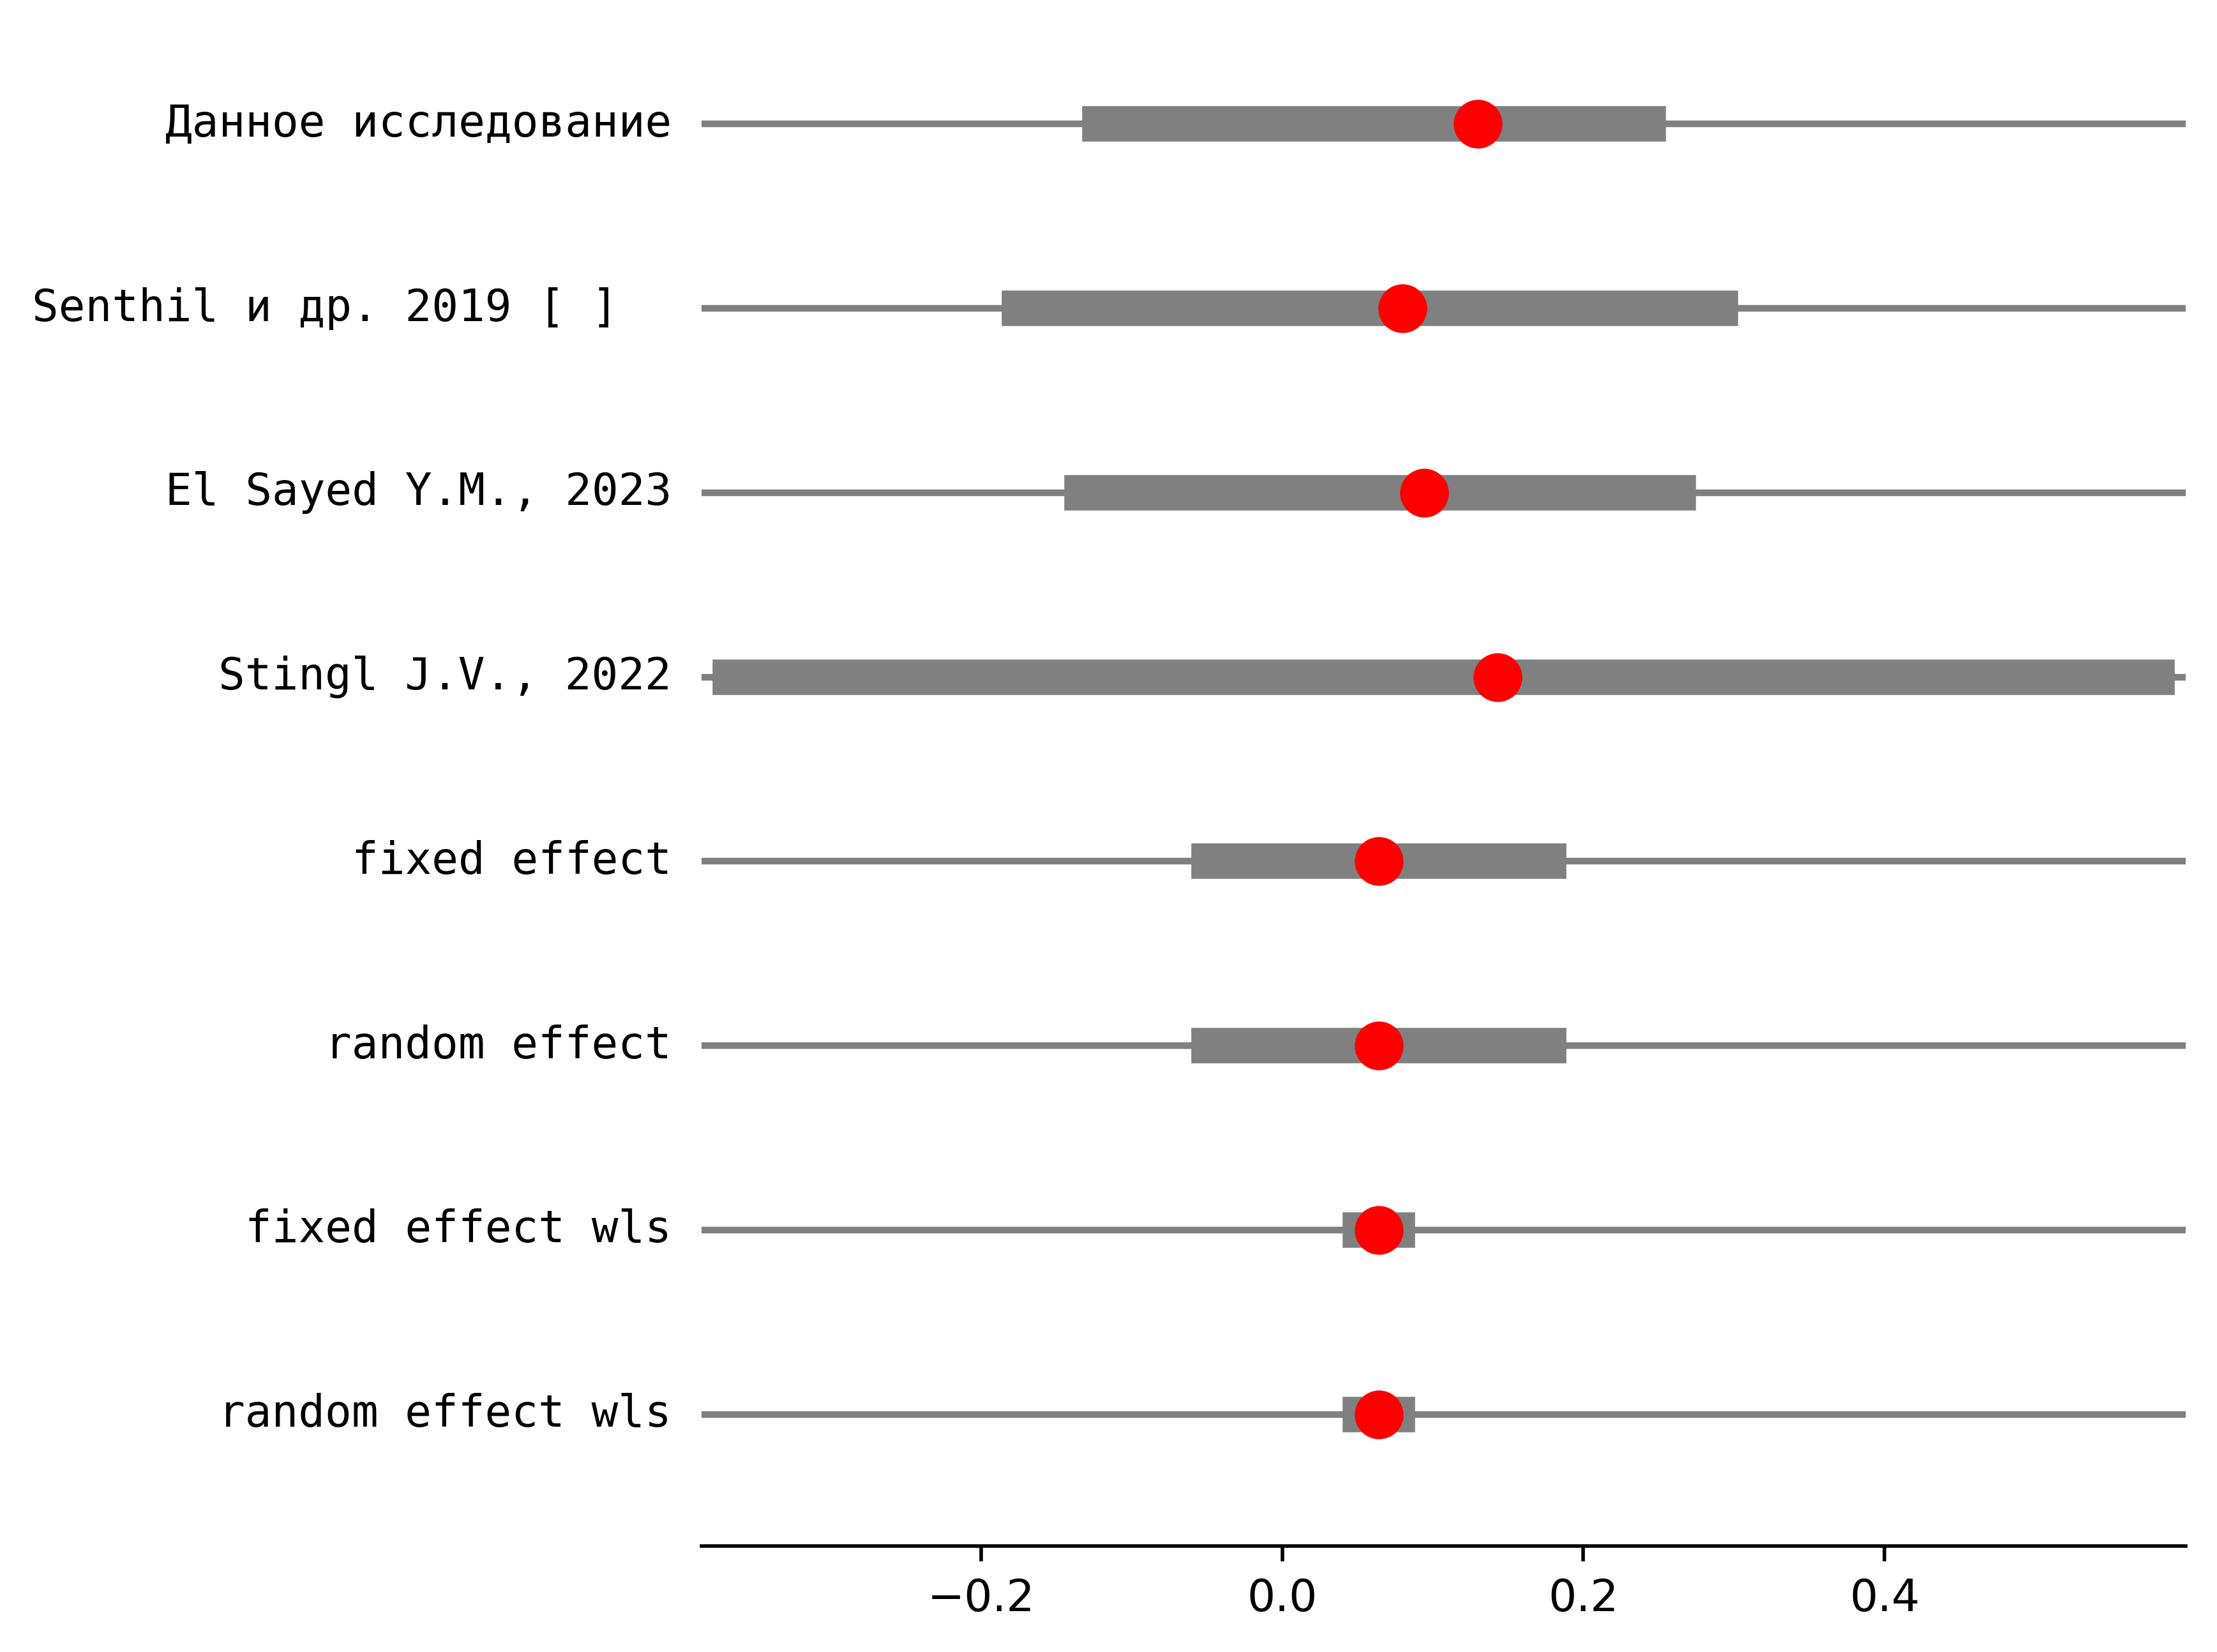 Данное исследование
Senthil и др. 2019 [ ]
El Sayed Y.M., 2023
Stingl J.V., 2022
fixed effect
random effect
fixed effect wls
random effect wls
−0.2 0.0 0.2 0.4